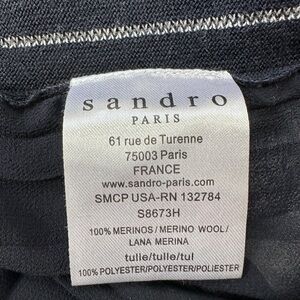 sandro
PARIS
61 rue de Turenne
75003 Paris
FRANCE
www.sandro-paris.com
SMCP USA-RN 132784
S8673H
100% MERINOS/ MERINO WOOL/
LANA MERINA
tulle/tulle/tul
100% POLYESTER/POLYESTER/POLIESTER